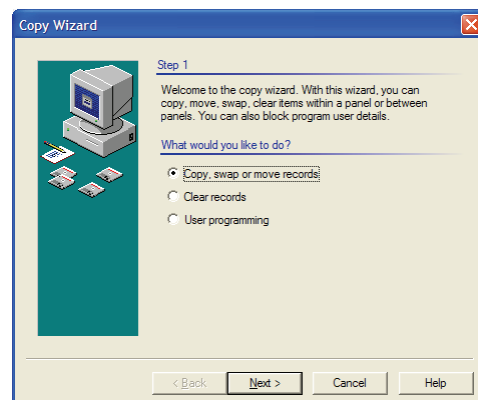 Copy Wizard
Step 1
Welcome to the copy wizard. With this wizard, you can
copy, move, swap, clear items within a panel or between
panels. You can also block program user details.
What would you like to do?
Copy, swap or move records
Clear records
User programming
< Back
Next >
Cancel
Help